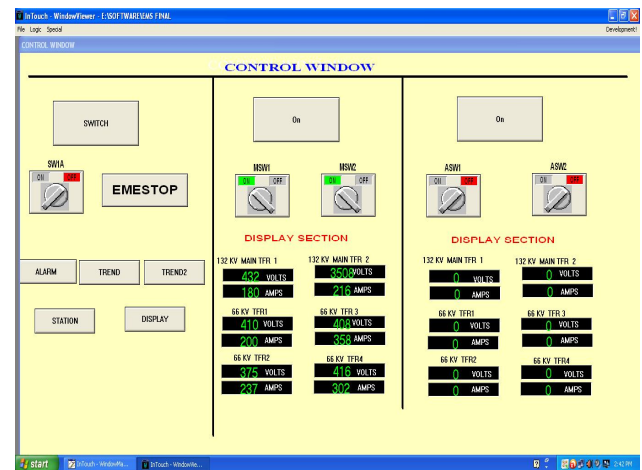 InTouch - WindowViewer - E:\SOFTWARE\EMS FINAL
File Logic Special
Development!
CONTROL WINDOW
CONTROL WINDOW
SWITCH
SW1A
ON OFF
EMESTOP
ALARM TREND TREND2
STATION DISPLAY
On
MSW1 MSW2
ON OFF ON OFF
DISPLAY SECTION
132 KV MAIN TFR 1 132 KV MAIN TFR 2
432 VOLTS 3508 VOLTS
180 AMPS 216 AMPS
66 KV TFR1 66 KV TFR 3
410 VOLTS 408 VOLTS
200 AMPS 358 AMPS
66 KV TFR2 66 KV TFR4
375 VOLTS 416 VOLTS
237 AMPS 302 AMPS
On
ASW1 ASW2
ON OFF ON OFF
DISPLAY SECTION
132 KV MAIN TFR 1 132 KV MAIN TFR 2
0 VOLTS 0 VOLTS
0 AMPS 0 AMPS
66 KV TFR1 66 KV TFR 3
0 VOLTS 0 VOLTS
0 AMPS 0 AMPS
66 KV TFR2 66 KV TFR4
0 VOLTS 0 VOLTS
0 AMPS 0 AMPS
start InTouch - WindowMa... InTouch - WindowVie... 2:42 PM